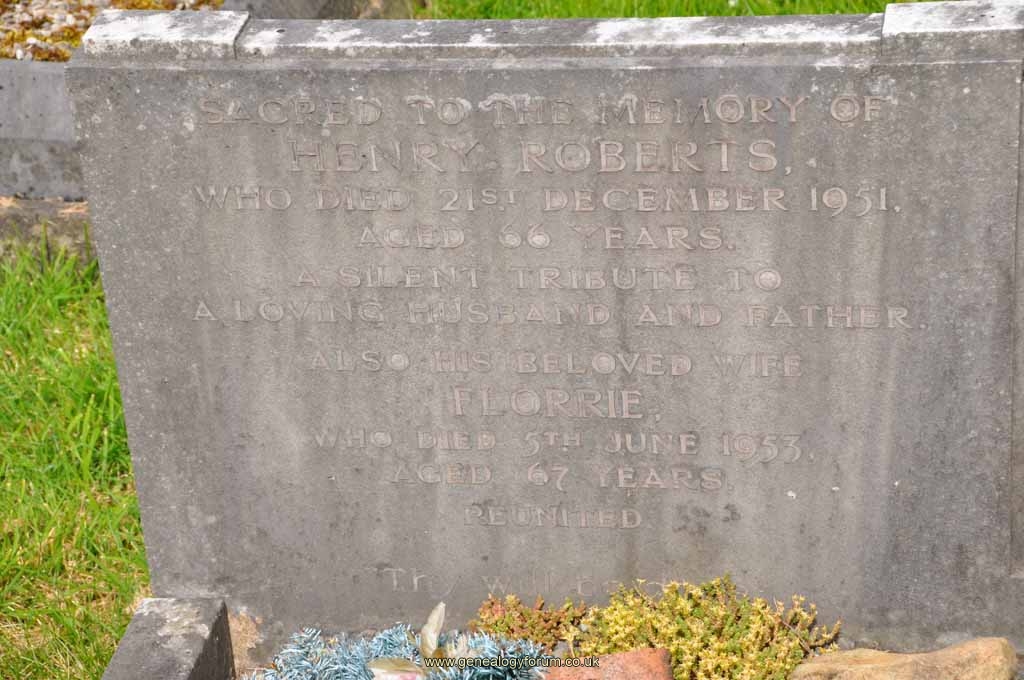 SACRED TO THE MEMORY OF
HENRY ROBERTS,
WHO DIED 21ST DECEMBER 1951.
AGED 66 YEARS.
A SILENT TRIBUTE TO
A LOVING HUSBAND AND FATHER.
ALSO HIS BELOVED WIFE
FLORRIE,
WHO DIED 5TH JUNE 1953.
AGED 67 YEARS
REUNITED.
Thy will
www.genealogyforum.co.uk